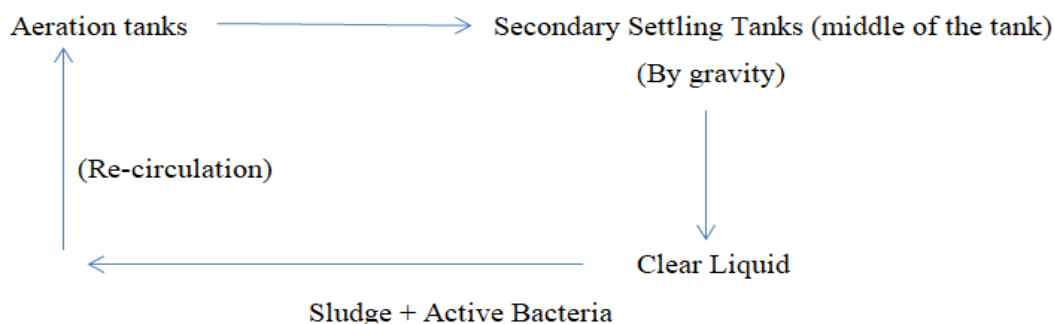 Aeration tanks
Secondary Settling Tanks (middle of the tank)
(By gravity)
(Re-circulation)
Clear Liquid
Sludge + Active Bacteria